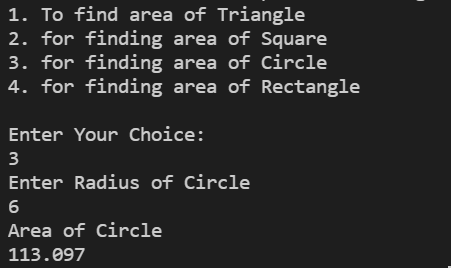 1. To find area of Triangle
2. for finding area of Square
3. for finding area of Circle
4. for finding area of Rectangle
Enter Your Choice:
3
Enter Radius of Circle
6
Area of Circle
113.097